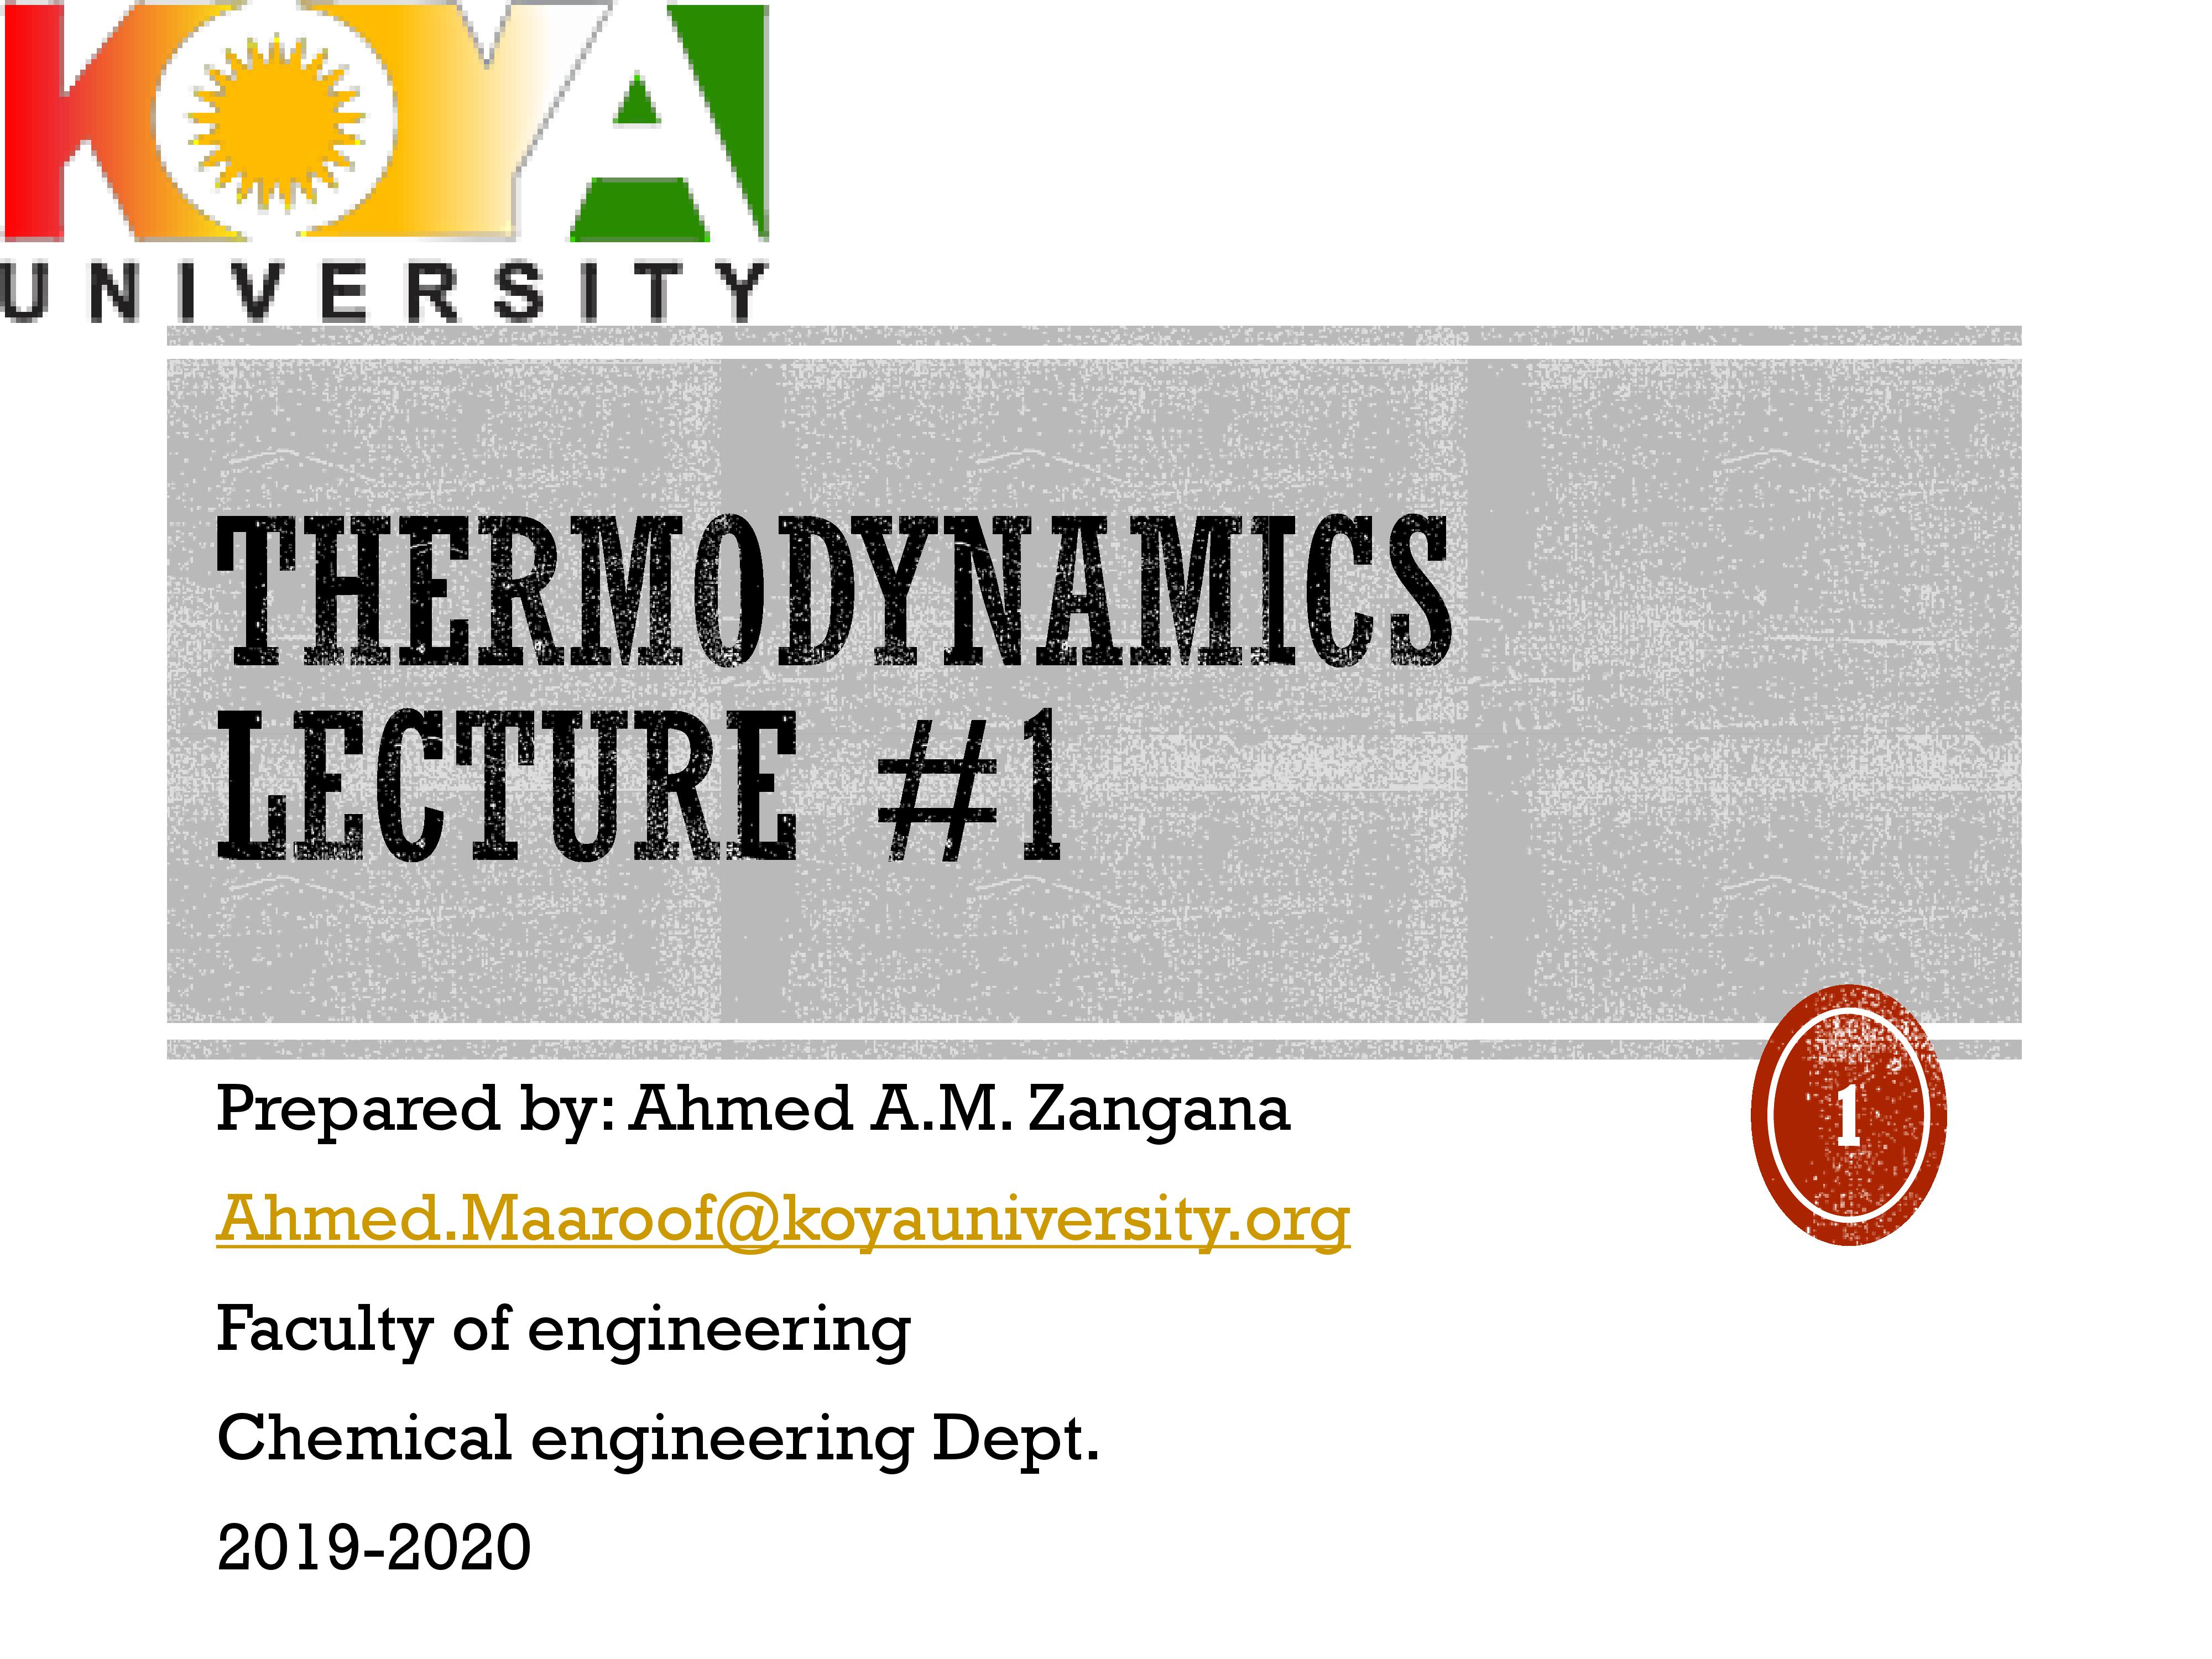 KOYA
UNIVERSITY
THERMODYNAMICS
LECTURE #1
Prepared by: Ahmed A.M. Zangana
Ahmed.Maaroof@koyauniversity.org
Faculty of engineering
Chemical engineering Dept.
2019-2020
1